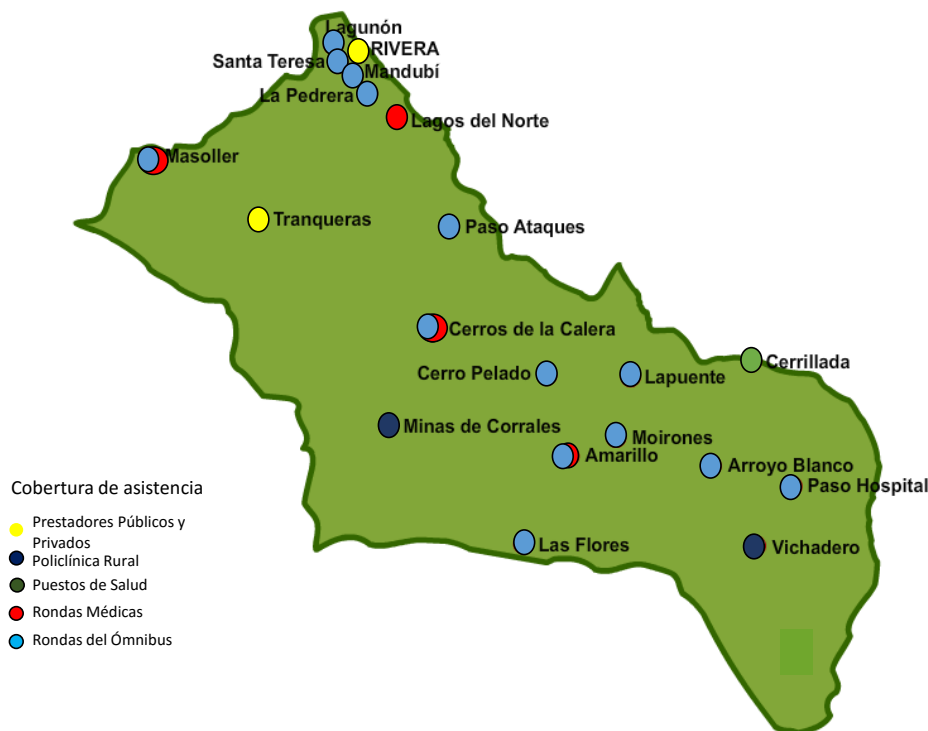 Lagunón
RIVERA
Santa Teresa
Mandubí
La Pedrera
Lagos del Norte
Masoller
Tranqueras
Paso Ataques
Cerros de la Calera
Cerrillada
Cerro Pelado
Lapuente
Minas de Corrales
Moirones
Amarillo
Arroyo Blanco
Paso Hospital
Las Flores
Vichadero
Cobertura de asistencia
Prestadores Públicos y
Privados
Policlínica Rural
Puestos de Salud
Rondas Médicas
Rondas del Ómnibus